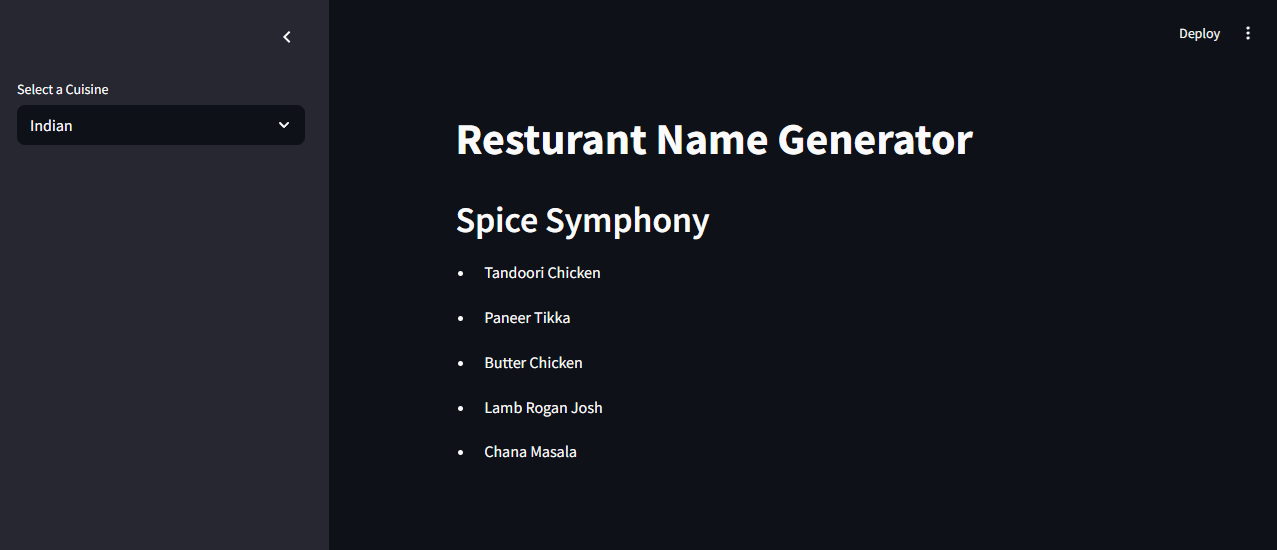 Deploy
Select a Cuisine
Indian
Resturant Name Generator
Spice Symphony
Tandoori Chicken
Paneer Tikka
Butter Chicken
Lamb Rogan Josh
Chana Masala